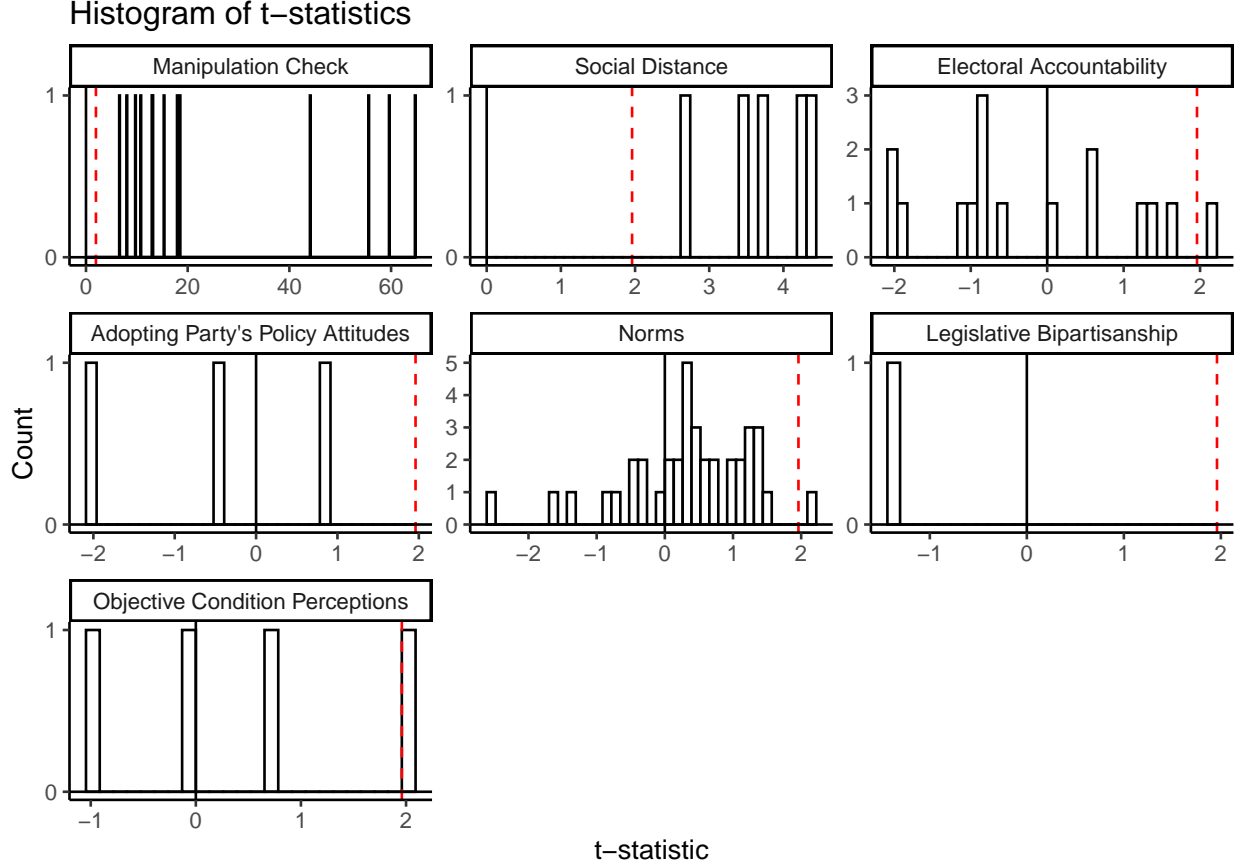 Histogram of t−statistics
Manipulation Check
Social Distance
Electoral Accountability
1
0
0 20 40 60
1
0
0 1 2 3 4
3
2
1
0
−2 −1 0 1 2
Adopting Party's Policy Attitudes
Norms
Legislative Bipartisanship
1
0
−2 −1 0 1 2
5
4
3
2
1
0
−2 −1 0 1 2
1
0
−1 0 1 2
Objective Condition Perceptions
1
0
−1 0 1 2
Count
t−statistic